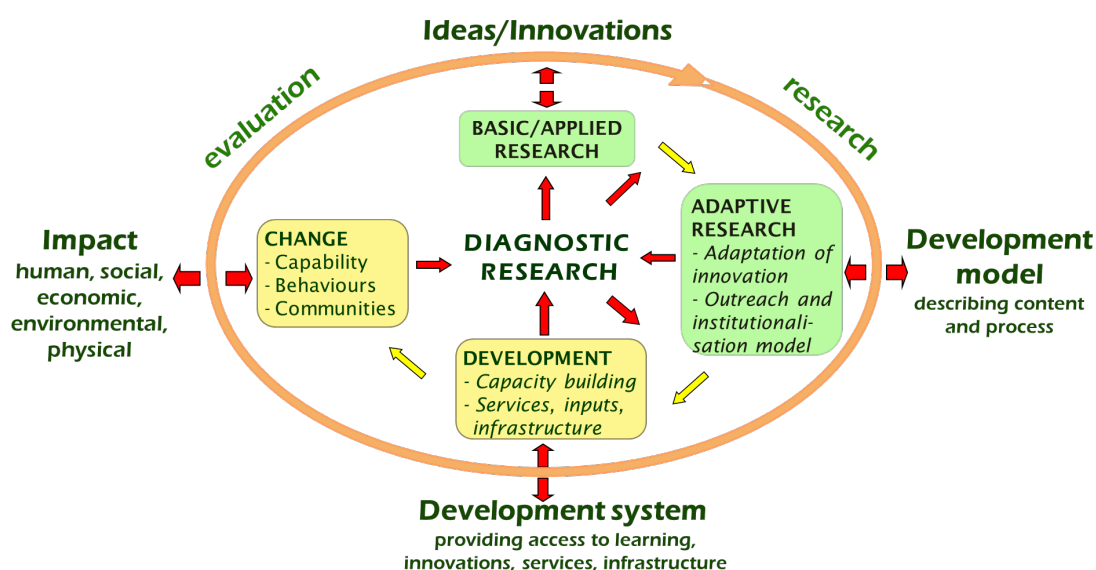 Ideas/Innovations
evaluation
research
BASIC/APPLIED
RESEARCH
Impact
human, social,
economic,
environmental,
physical
CHANGE
- Capability
- Behaviours
- Communities
DIAGNOSTIC
RESEARCH
ADAPTIVE
RESEARCH
- Adaptation of
innovation
- Outreach and
institutionali-
sation model
Development
model
describing content
and process
DEVELOPMENT
- Capacity building
- Services, inputs,
infrastructure
Development system
providing access to learning,
innovations, services, infrastructure